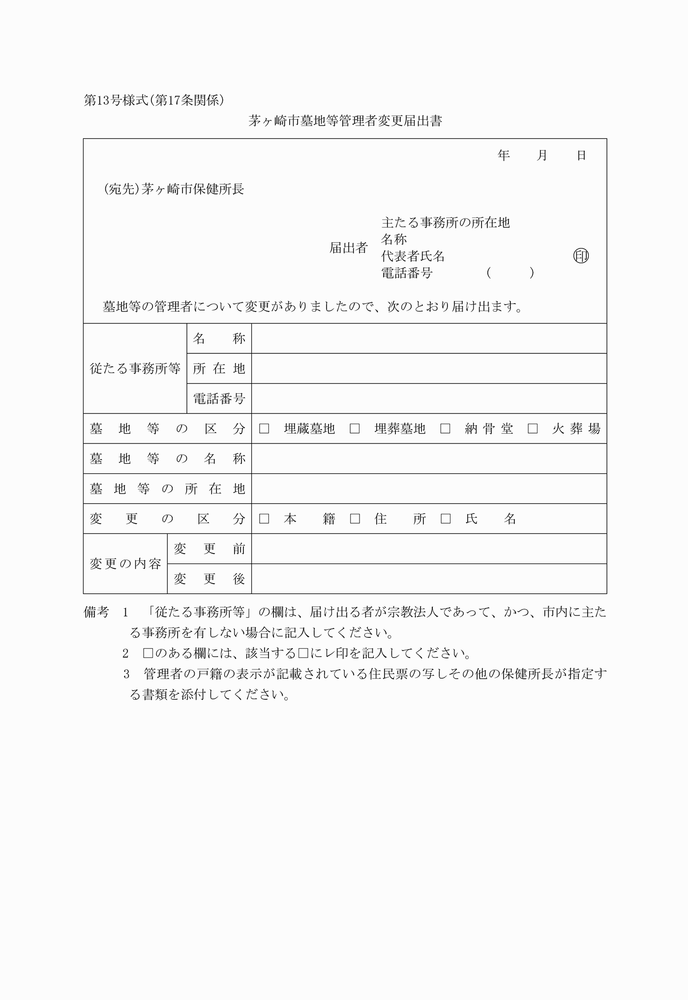 第13号様式(第17条関係)
茅ヶ崎市墓地等管理者変更届出書
年　　月　　日
(宛先)茅ヶ崎市保健所長
主たる事務所の所在地
名称
届出者
代表者氏名　㊞
電話番号　　(　　)
墓地等の管理者について変更がありましたので、次のとおり届け出ます。
従たる事務所等
名称
所在地
電話番号
墓地等の区分　□　埋蔵墓地　□　埋葬墓地　□　納骨堂　□　火葬場
墓地等の名称
墓地等の所在地
変更の区分　□　本籍　□　住所　□　氏名
変更の内容
変更前
変更後
備考　1　「従たる事務所等」の欄は、届け出る者が宗教法人であって、かつ、市内に主た
る事務所を有しない場合に記入してください。
2　□のある欄には、該当する□にレ印を記入してください。
3　管理者の戸籍の表示が記載されている住民票の写しその他の保健所長が指定す
る書類を添付してください。